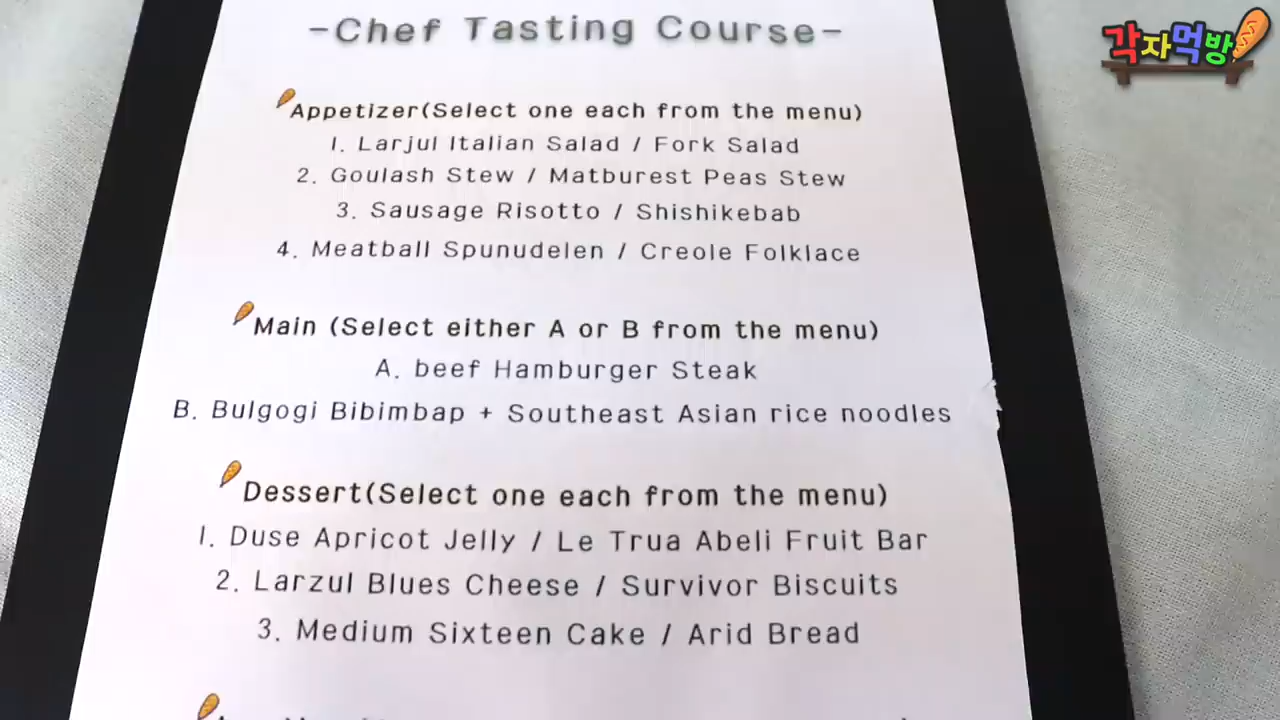 각자먹방
-Chef Tasting Course-
Appetizer(Select one each from the menu)
1. Larjul Italian Salad / Fork Salad
2. Goulash Stew / Matburest Peas Stew
3. Sausage Risotto / Shishikebab
4. Meatball Spunudelen / Creole Folklace
Main (Select either A or B from the menu)
A. beef Hamburger Steak
B. Bulgogi Bibimbap + Southeast Asian rice noodles
Dessert(Select one each from the menu)
1. Duse Apricot Jelly / Le Trua Abeli Fruit Bar
2. Larzul Blues Cheese / Survivor Biscuits
3. Medium Sixteen Cake / Arid Bread